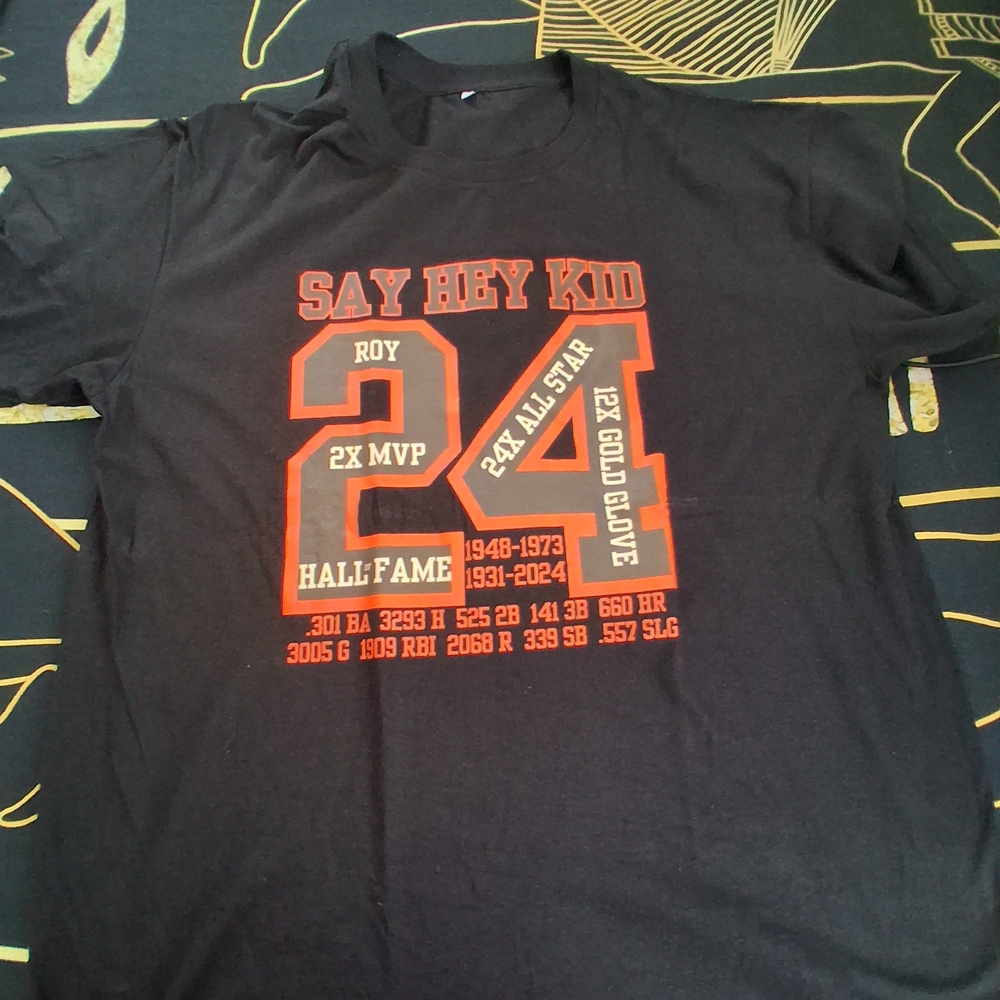 SAY HEY KID
24
ROY
2X MVP
HALL FAME
24X ALL STAR
12X GOLD GLOVE
1948-1973
1931-2024
.301 BA 3293 H 525 2B 141 3B 660 HR
3005 G 1909 RBI 2068 R 339 SB .557 SLG